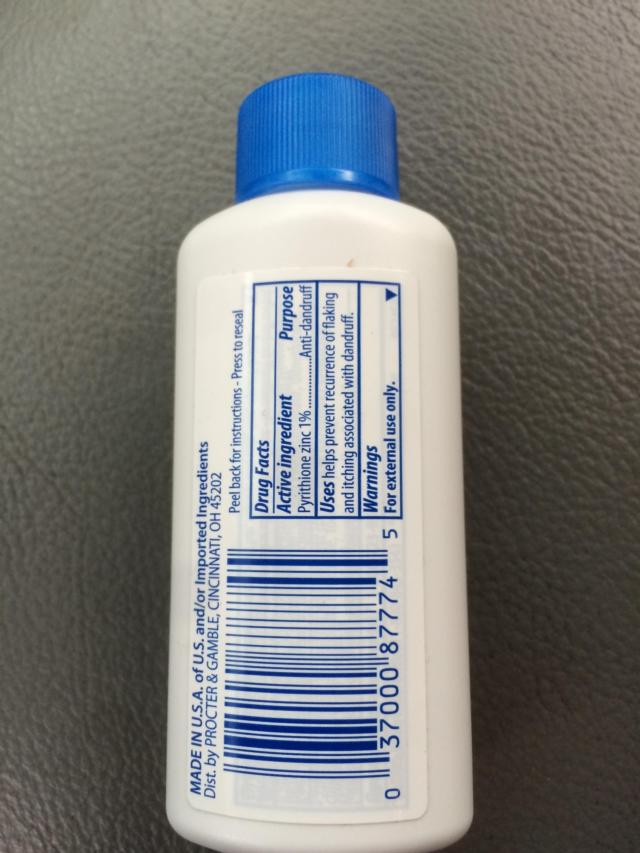 MADE IN U.S.A. of U.S. and/or Imported Ingredients
Dist. by PROCTER & GAMBLE, CINCINNATI, OH 45202
Peel back for instructions - Press to reseal
Drug Facts
Active ingredient Purpose
Pyrithione zinc 1%..............Anti-dandruff
Uses helps prevent recurrence of flaking
and itching associated with dandruff.
Warnings
For external use only.
0 37000 87774 5